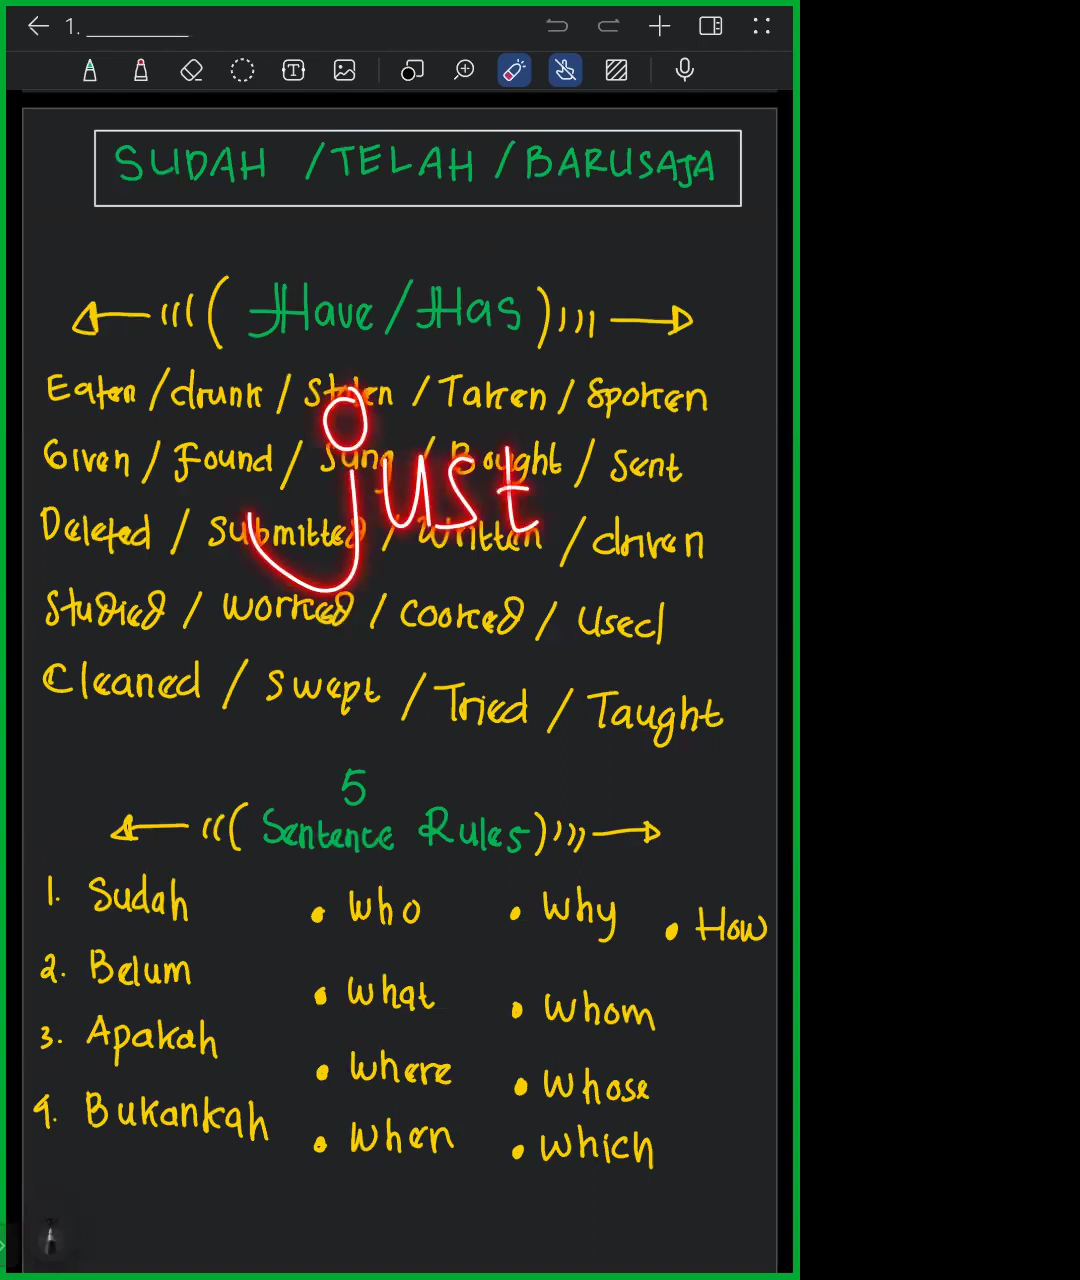 1. __________
SUDAH / TELAH / BARUSAJA
Have / Has
Eaten / drunk / Stolen / Taken / Spoken
Given / Found / Sung / Bought / Sent
just
Deleted / Submitted / Written / driven
Studied / Worked / Cooked / Used
Cleaned / Swept / Tried / Taught
5
Sentence Rules
1. Sudah
2. Belum
3. Apakah
4. Bukankah
• Who
• What
• Where
• When
• Why
• Whom
• Whose
• Which
• How